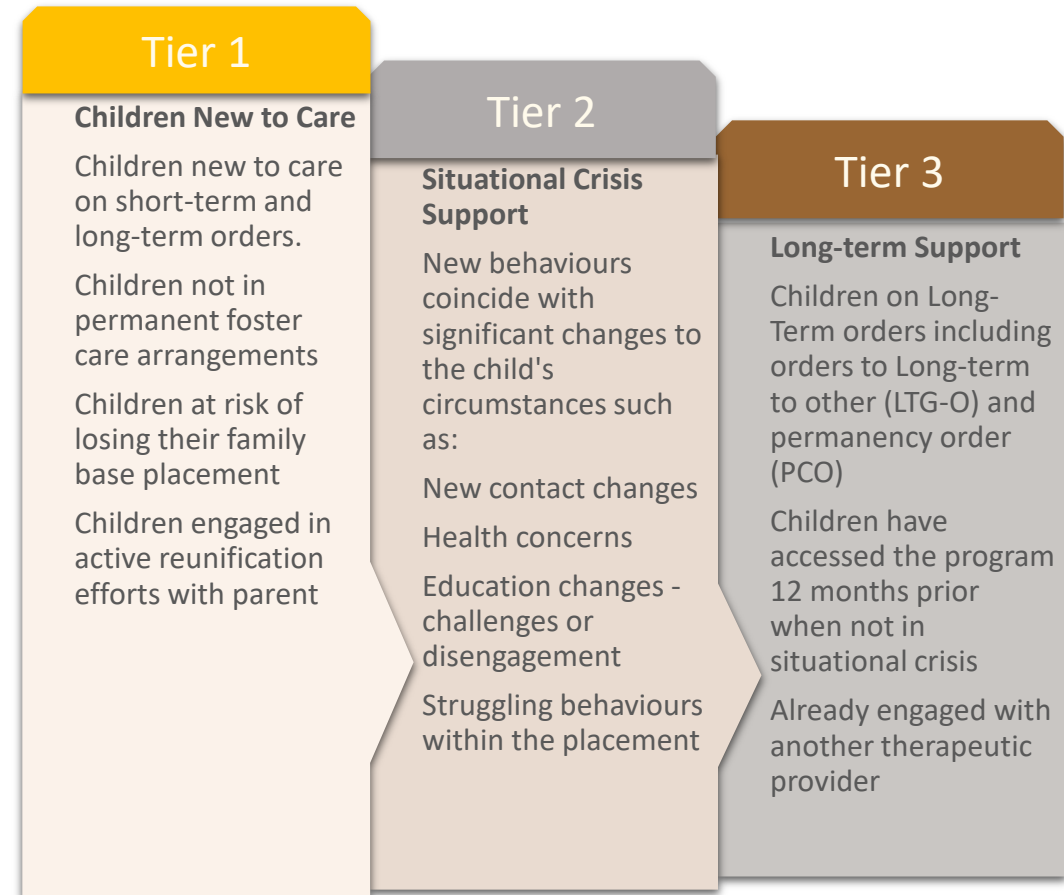 Tier 1
Children New to Care
Children new to care
on short-term and
long-term orders.
Children not in
permanent foster
care arrangements
Children at risk of
losing their family
base placement
Children engaged in
active reunification
efforts with parent
Tier 2
Situational Crisis
Support
New behaviours
coincide with
significant changes to
the child's
circumstances such
as:
New contact changes
Health concerns
Education changes -
challenges or
disengagement
Struggling behaviours
within the placement
Tier 3
Long-term Support
Children on Long-
Term orders including
orders to Long-term
to other (LTG-O) and
permanency order
(PCO)
Children have
accessed the program
12 months prior
when not in
situational crisis
Already engaged with
another therapeutic
provider